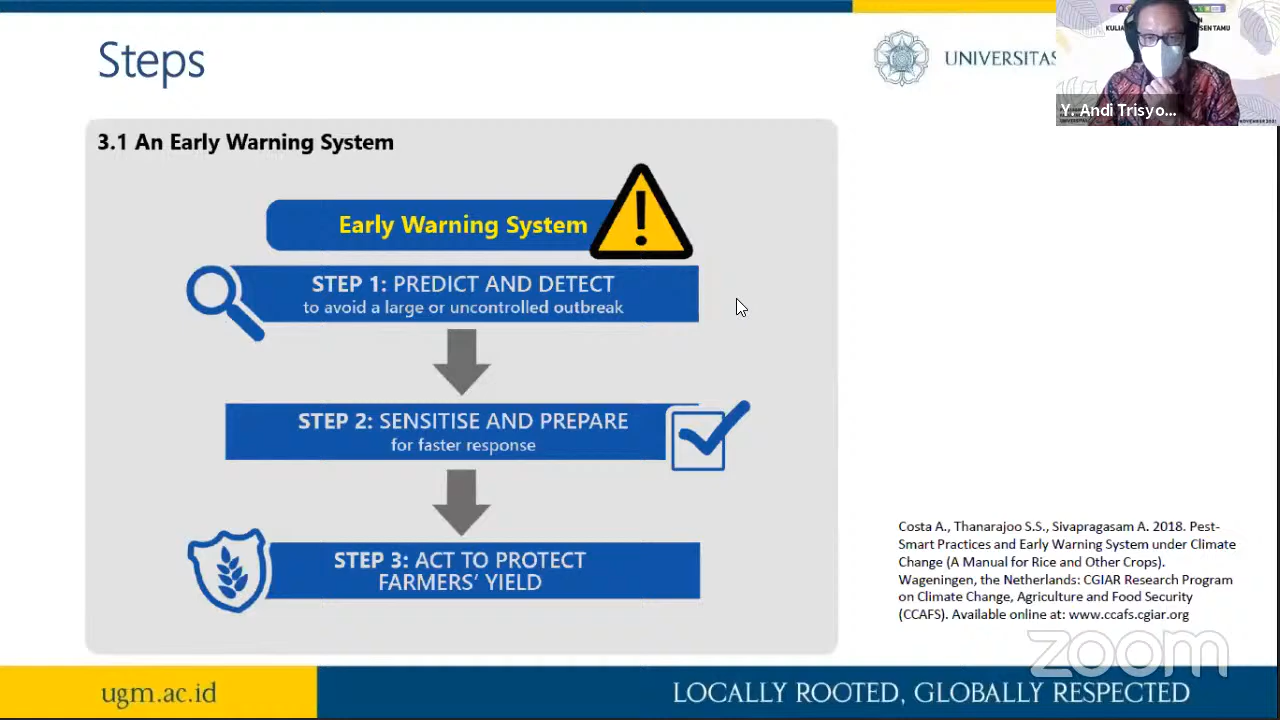 Steps
UNIVERSITAS
KULIA
SEN TAMU
Y. Andi Trisyo...
3.1 An Early Warning System
Early Warning System
STEP 1: PREDICT AND DETECT
to avoid a large or uncontrolled outbreak
STEP 2: SENSITISE AND PREPARE
for faster response
STEP 3: ACT TO PROTECT
FARMERS’ YIELD
Costa A., Thanarajoo S.S., Sivapragasam A. 2018. Pest-
Smart Practices and Early Warning System under Climate
Change (A Manual for Rice and Other Crops).
Wageningen, the Netherlands: CGIAR Research Program
on Climate Change, Agriculture and Food Security
(CCAFS). Available online at: www.ccafs.cgiar.org
zoom
ugm.ac.id
LOCALLY ROOTED, GLOBALLY RESPECTED